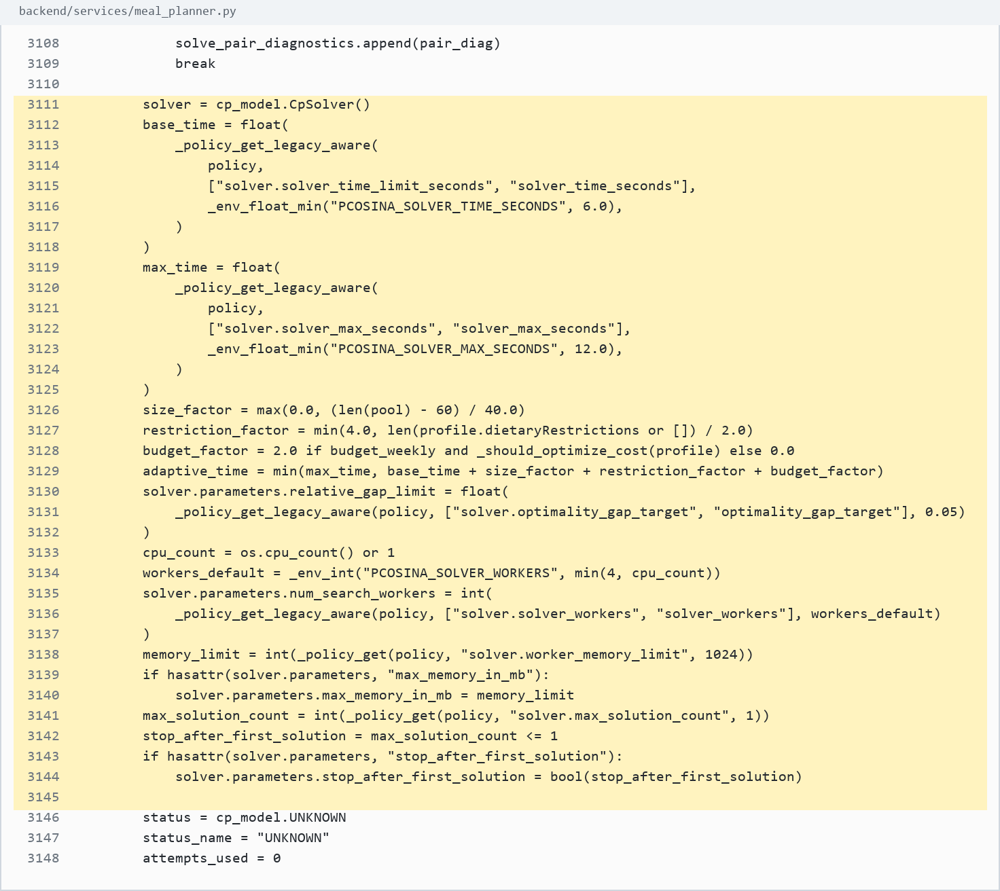 backend/services/meal_planner.py
3108             solve_pair_diagnostics.append(pair_diag)
3109             break
3110
3111         solver = cp_model.CpSolver()
3112         base_time = float(
3113             _policy_get_legacy_aware(
3114                 policy,
3115                 ["solver.solver_time_limit_seconds", "solver_time_seconds"],
3116                 _env_float_min("PCOSINA_SOLVER_TIME_SECONDS", 6.0),
3117             )
3118         )
3119         max_time = float(
3120             _policy_get_legacy_aware(
3121                 policy,
3122                 ["solver.solver_max_seconds", "solver_max_seconds"],
3123                 _env_float_min("PCOSINA_SOLVER_MAX_SECONDS", 12.0),
3124             )
3125         )
3126         size_factor = max(0.0, (len(pool) - 60) / 40.0)
3127         restriction_factor = min(4.0, len(profile.dietaryRestrictions or []) / 2.0)
3128         budget_factor = 2.0 if budget_weekly and _should_optimize_cost(profile) else 0.0
3129         adaptive_time = min(max_time, base_time + size_factor + restriction_factor + budget_factor)
3130         solver.parameters.relative_gap_limit = float(
3131             _policy_get_legacy_aware(policy, ["solver.optimality_gap_target", "optimality_gap_target"], 0.05)
3132         )
3133         cpu_count = os.cpu_count() or 1
3134         workers_default = _env_int("PCOSINA_SOLVER_WORKERS", min(4, cpu_count))
3135         solver.parameters.num_search_workers = int(
3136             _policy_get_legacy_aware(policy, ["solver.solver_workers", "solver_workers"], workers_default)
3137         )
3138         memory_limit = int(_policy_get(policy, "solver.worker_memory_limit", 1024))
3139         if hasattr(solver.parameters, "max_memory_in_mb"):
3140             solver.parameters.max_memory_in_mb = memory_limit
3141         max_solution_count = int(_policy_get(policy, "solver.max_solution_count", 1))
3142         stop_after_first_solution = max_solution_count <= 1
3143         if hasattr(solver.parameters, "stop_after_first_solution"):
3144             solver.parameters.stop_after_first_solution = bool(stop_after_first_solution)
3145
3146         status = cp_model.UNKNOWN
3147         status_name = "UNKNOWN"
3148         attempts_used = 0